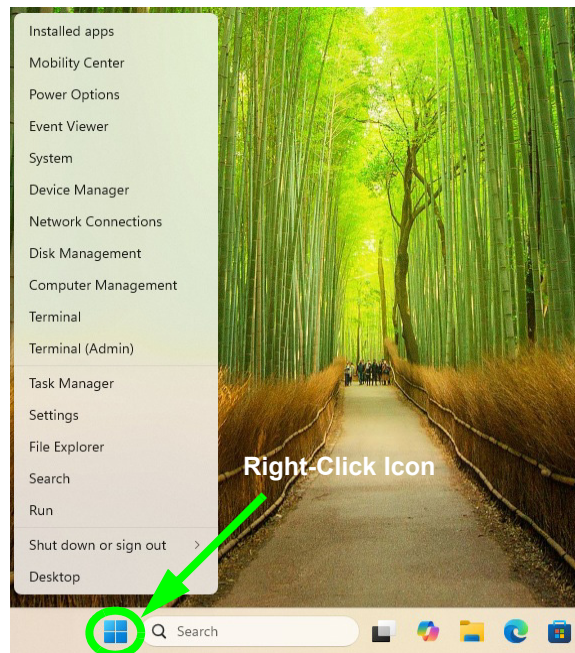 Installed apps
Mobility Center
Power Options
Event Viewer
System
Device Manager
Network Connections
Disk Management
Computer Management
Terminal
Terminal (Admin)
Task Manager
Settings
File Explorer
Search
Run
Shut down or sign out
Desktop
Right-Click Icon
Search